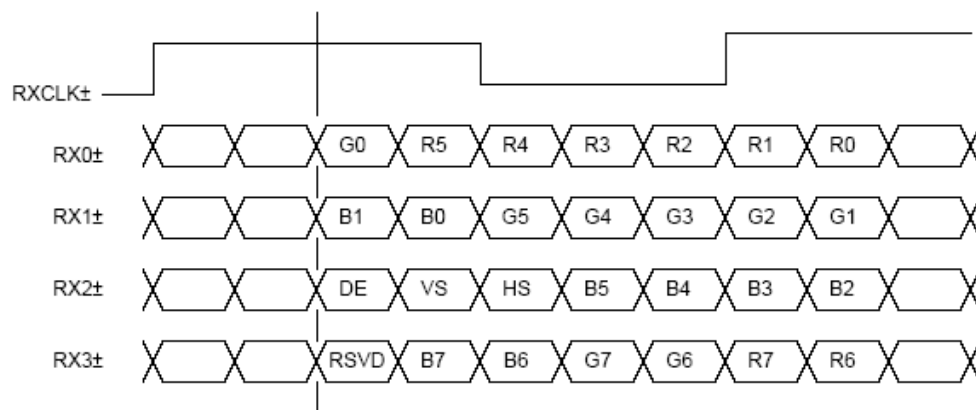 RXCLK±
RX0± G0 R5 R4 R3 R2 R1 R0
RX1± B1 B0 G5 G4 G3 G2 G1
RX2± DE VS HS B5 B4 B3 B2
RX3± RSVD B7 B6 G7 G6 R7 R6